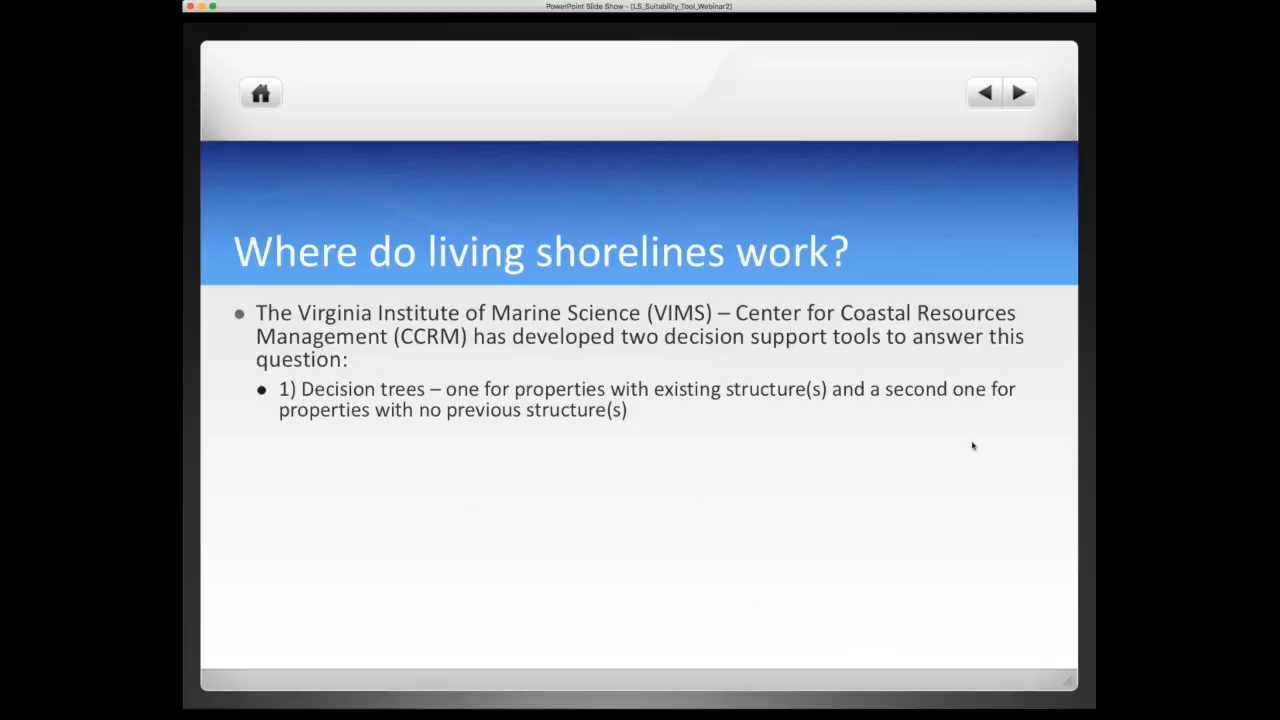 PowerPoint Slide Show - [LS_Suitability_Tool_Webinar2]
Where do living shorelines work?
The Virginia Institute of Marine Science (VIMS) – Center for Coastal Resources
Management (CCRM) has developed two decision support tools to answer this
question:
1) Decision trees – one for properties with existing structure(s) and a second one for
properties with no previous structure(s)